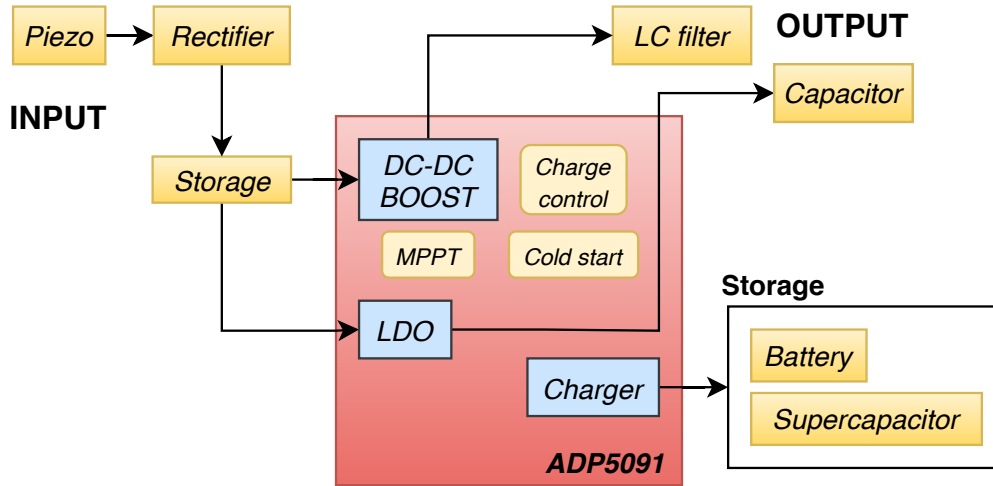 Piezo
Rectifier
LC filter
OUTPUT
Capacitor
INPUT
Storage
DC-DC
BOOST
Charge
control
MPPT
Cold start
LDO
Storage
Battery
Charger
Supercapacitor
ADP5091